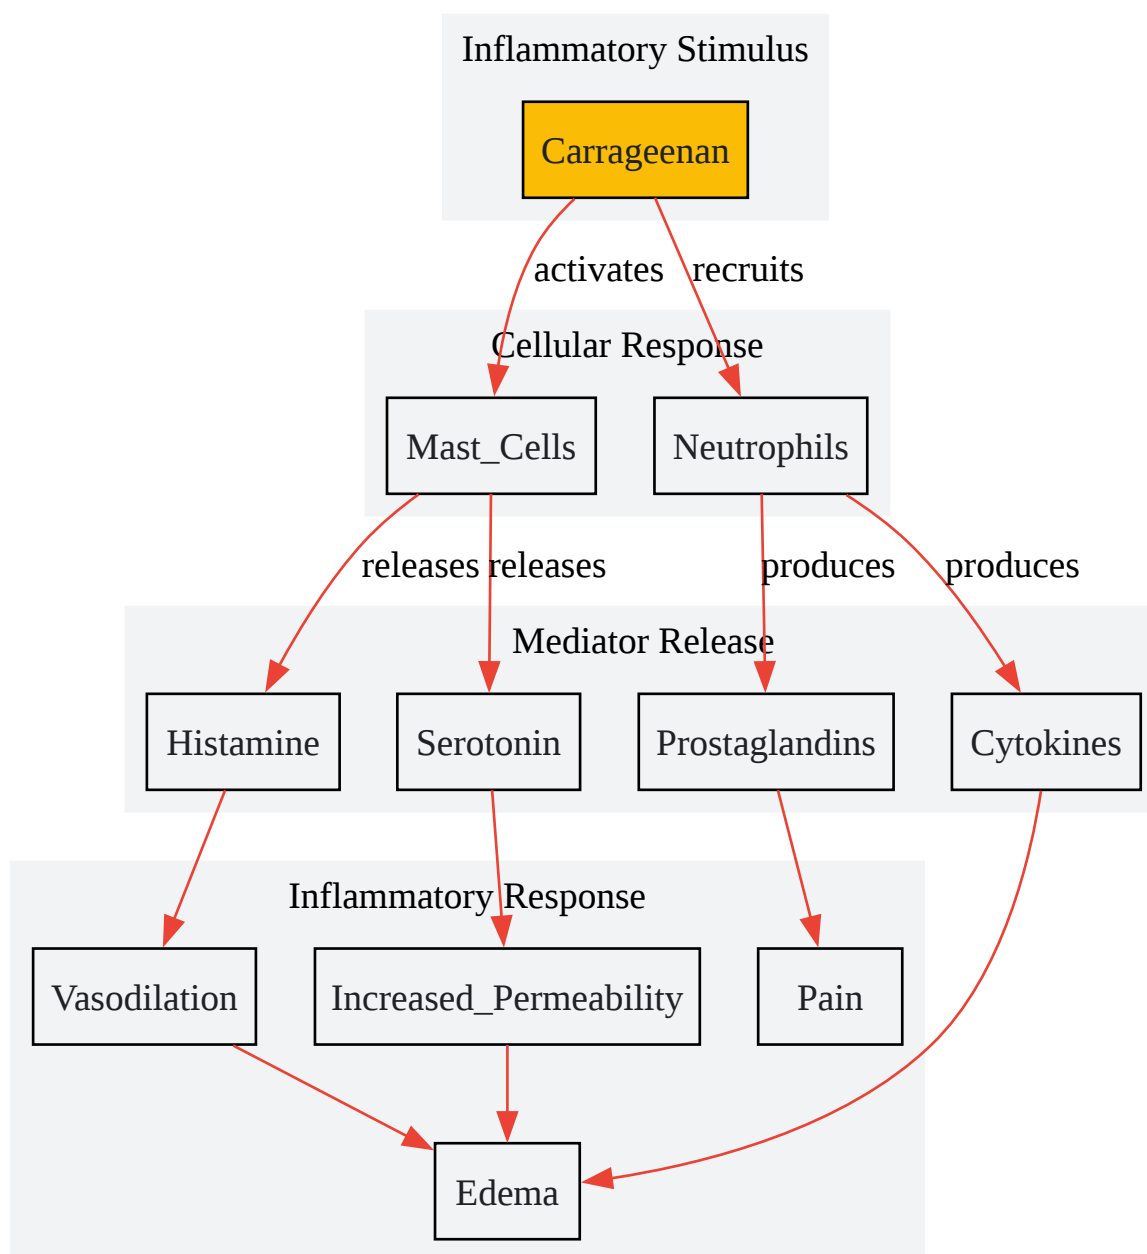 Inflammatory Stimulus
Carrageenan
activates
recruits
Cellular Response
Mast_Cells
Neutrophils
releases
releases
produces
produces
Mediator Release
Histamine
Serotonin
Prostaglandins
Cytokines
Inflammatory Response
Vasodilation
Increased_Permeability
Pain
Edema